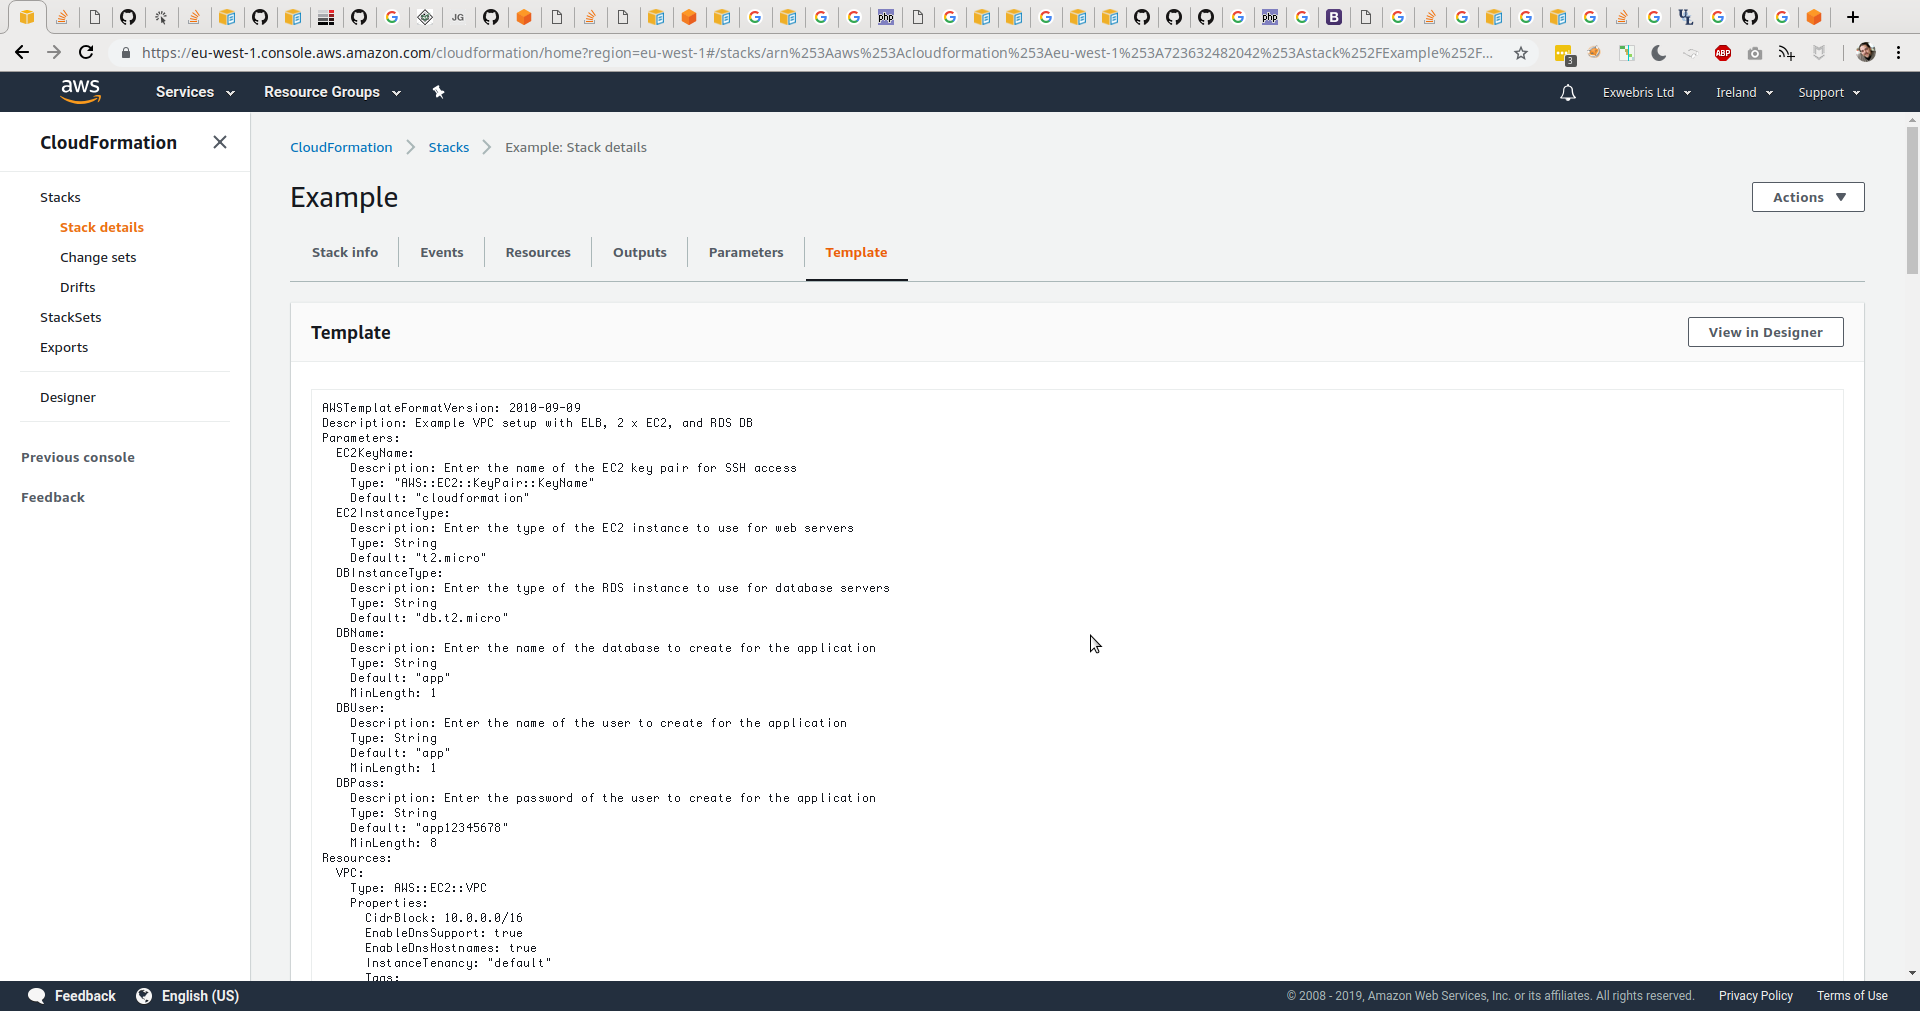 JG
php
php
B
UL
https://eu-west-1.console.aws.amazon.com/cloudformation/home?region=eu-west-1#/stacks/arn%253Aaws%253Acloudformation%253Aeu-west-1%253A723632482042%253Astack%252FExample%252F...
3
ABP
aws
Services
Resource Groups
Exwebris Ltd
Ireland
Support
CloudFormation
Stacks
Stack details
Change sets
Drifts
StackSets
Exports
Designer
Previous console
Feedback
CloudFormation
Stacks
Example: Stack details
Example
Actions
Stack info
Events
Resources
Outputs
Parameters
Template
Template
View in Designer
AWSTemplateFormatVersion: 2010-09-09
Description: Example VPC setup with ELB, 2 x EC2, and RDS DB
Parameters:
  EC2KeyName:
    Description: Enter the name of the EC2 key pair for SSH access
    Type: "AWS::EC2::KeyPair::KeyName"
    Default: "cloudformation"
  EC2InstanceType:
    Description: Enter the type of the EC2 instance to use for web servers
    Type: String
    Default: "t2.micro"
  DBInstanceType:
    Description: Enter the type of the RDS instance to use for database servers
    Type: String
    Default: "db.t2.micro"
  DBName:
    Description: Enter the name of the database to create for the application
    Type: String
    Default: "app"
    MinLength: 1
  DBUser:
    Description: Enter the name of the user to create for the application
    Type: String
    Default: "app"
    MinLength: 1
  DBPass:
    Description: Enter the password of the user to create for the application
    Type: String
    Default: "app12345678"
    MinLength: 8
Resources:
  VPC:
    Type: AWS::EC2::VPC
    Properties:
      CidrBlock: 10.0.0.0/16
      EnableDnsSupport: true
      EnableDnsHostnames: true
      InstanceTenancy: "default"
      Tags:
Feedback
English (US)
© 2008 - 2019, Amazon Web Services, Inc. or its affiliates. All rights reserved.
Privacy Policy
Terms of Use